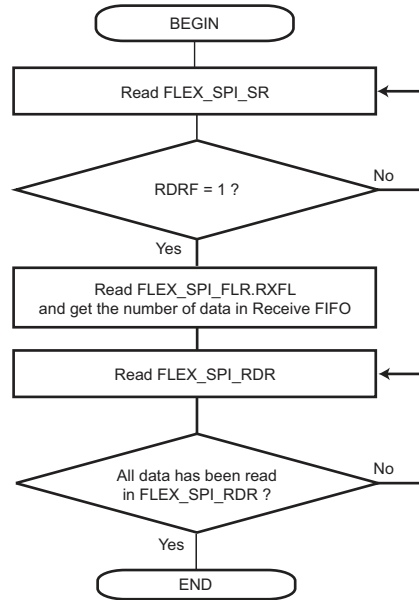 BEGIN
Read FLEX_SPI_SR
RDRF = 1 ?
No
Yes
Read FLEX_SPI_FLR.RXFL
and get the number of data in Receive FIFO
Read FLEX_SPI_RDR
All data has been read
in FLEX_SPI_RDR ?
No
Yes
END